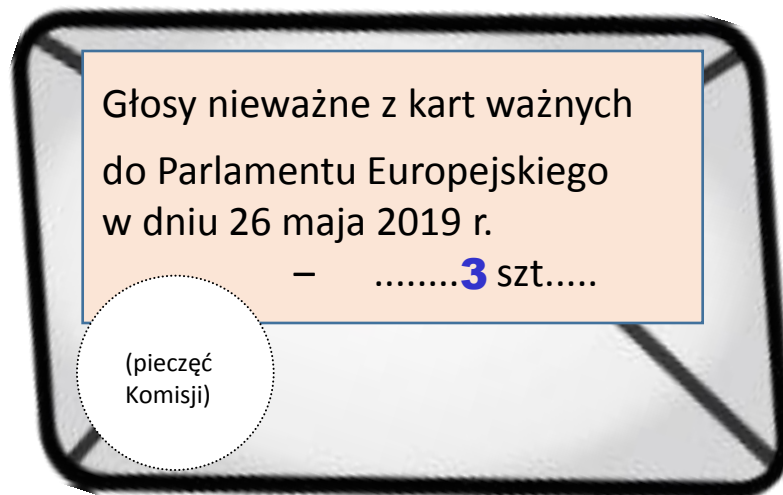 Głosy nieważne z kart ważnych
do Parlamentu Europejskiego
w dniu 26 maja 2019 r.
– ........3 szt.....
(pieczęć
Komisji)